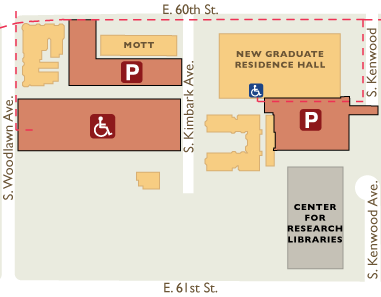 E. 60th St.
MOTT
P
NEW GRADUATE
RESIDENCE HALL
S. Kenwood
S. Kimbark Ave.
S. Woodlawn Ave.
P
CENTER
FOR
RESEARCH
LIBRARIES
S. Kenwood Ave.
E. 61st St.